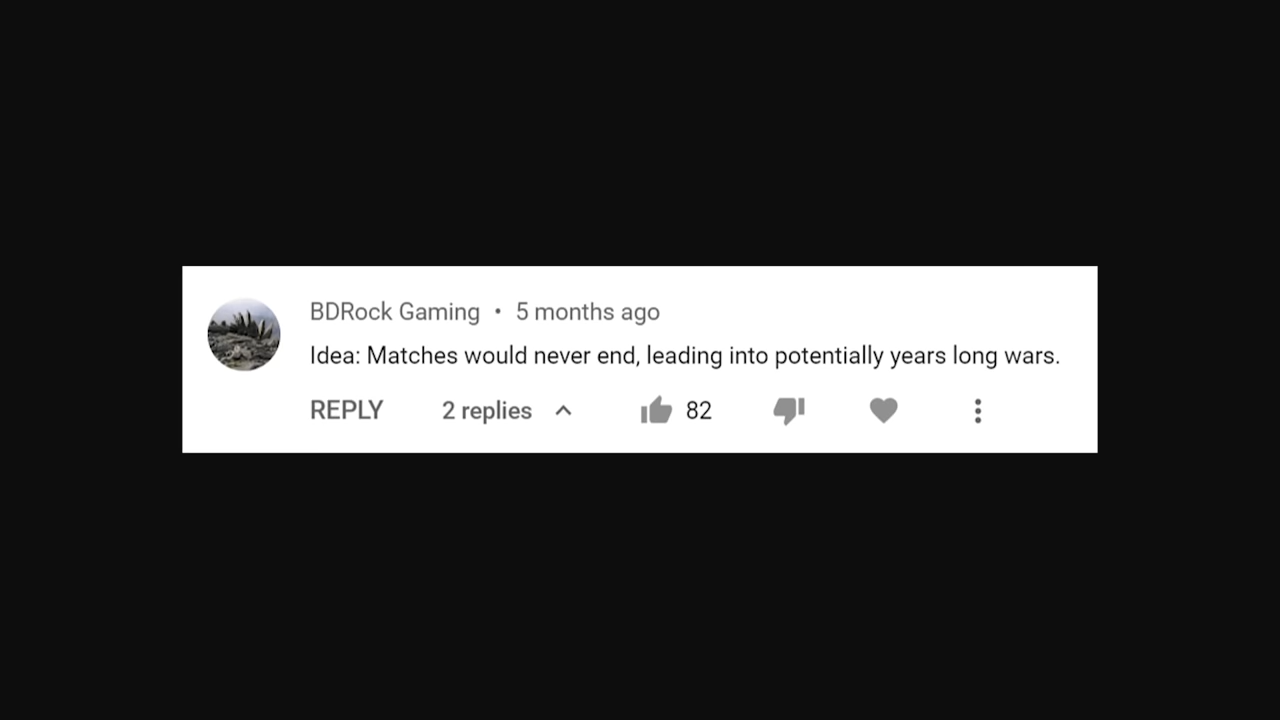 BDRock Gaming • 5 months ago
Idea: Matches would never end, leading into potentially years long wars.
REPLY 2 replies 82